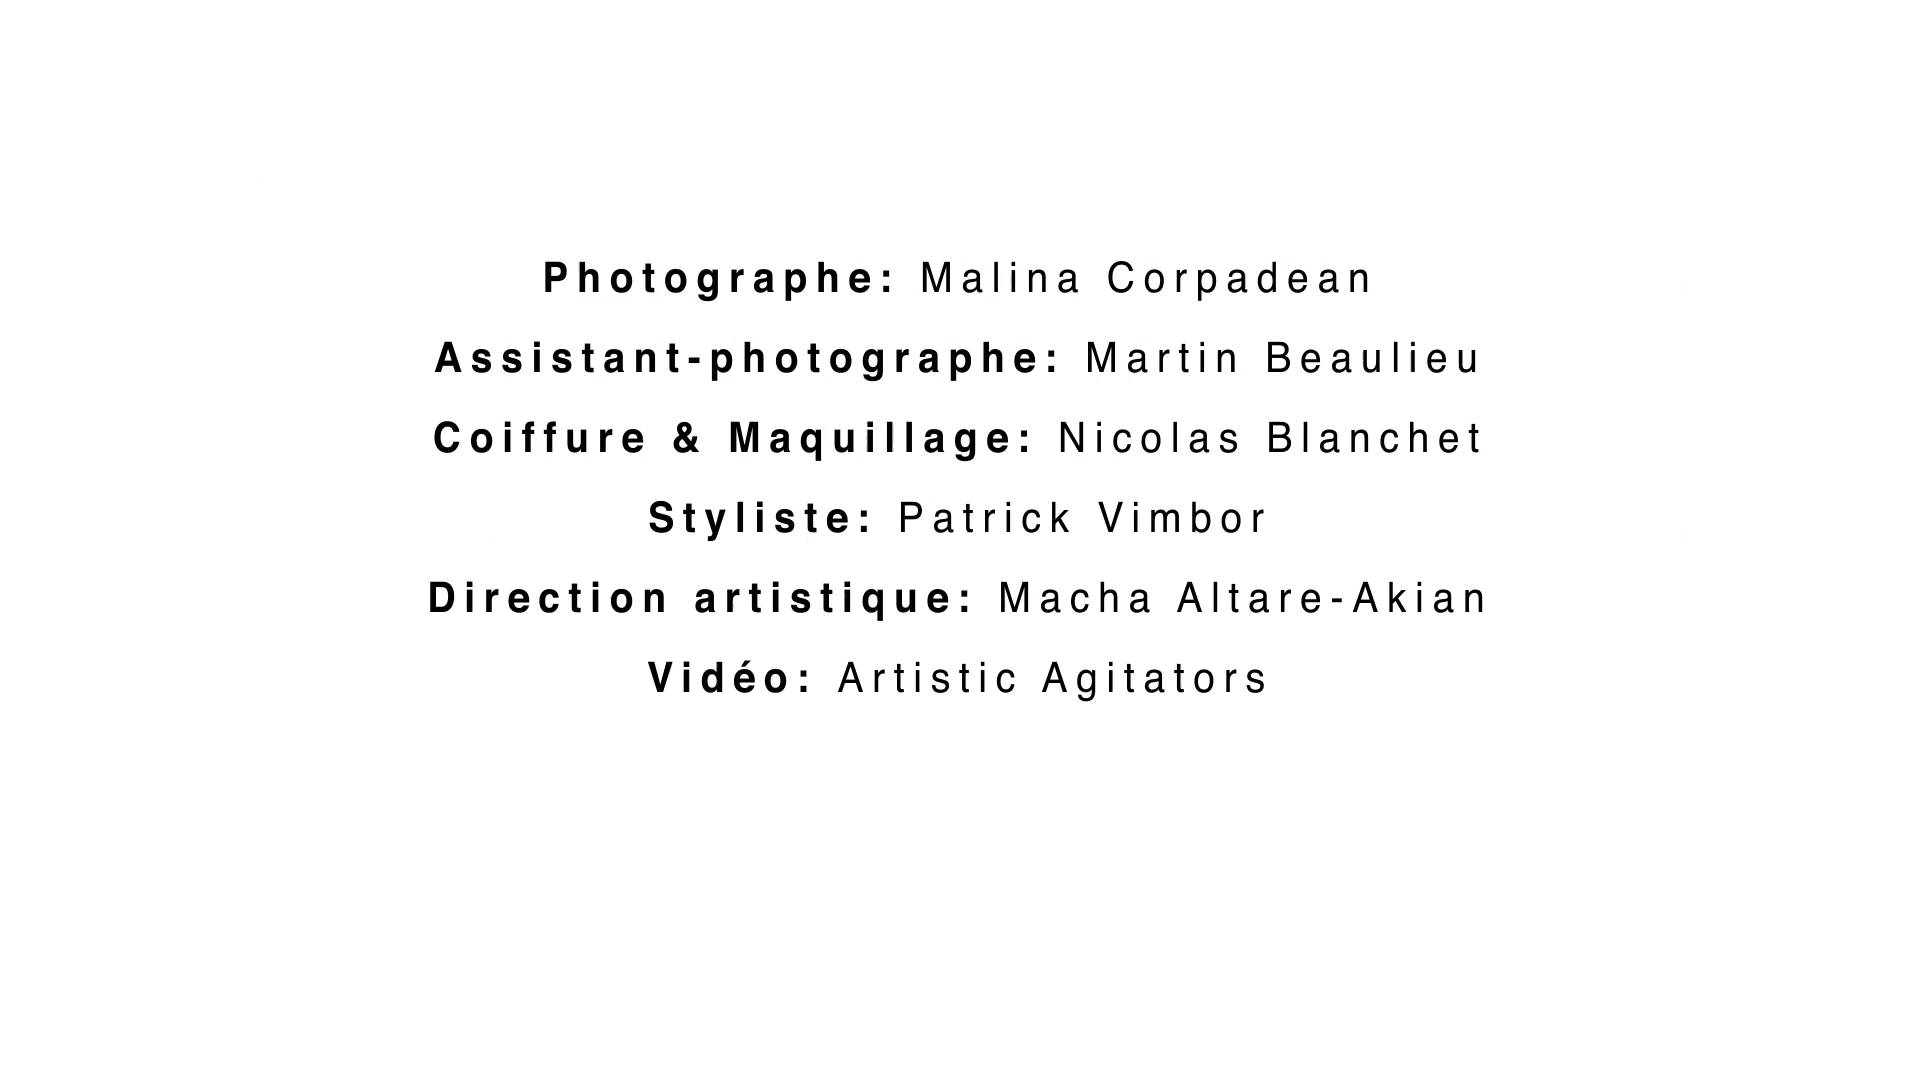 Photographe: Malina Corpadean
Assistant-photographe: Martin Beaulieu
Coiffure & Maquillage: Nicolas Blanchet
Styliste: Patrick Vimbor
Direction artistique: Macha Altare-Akian
Vidéo: Artistic Agitators